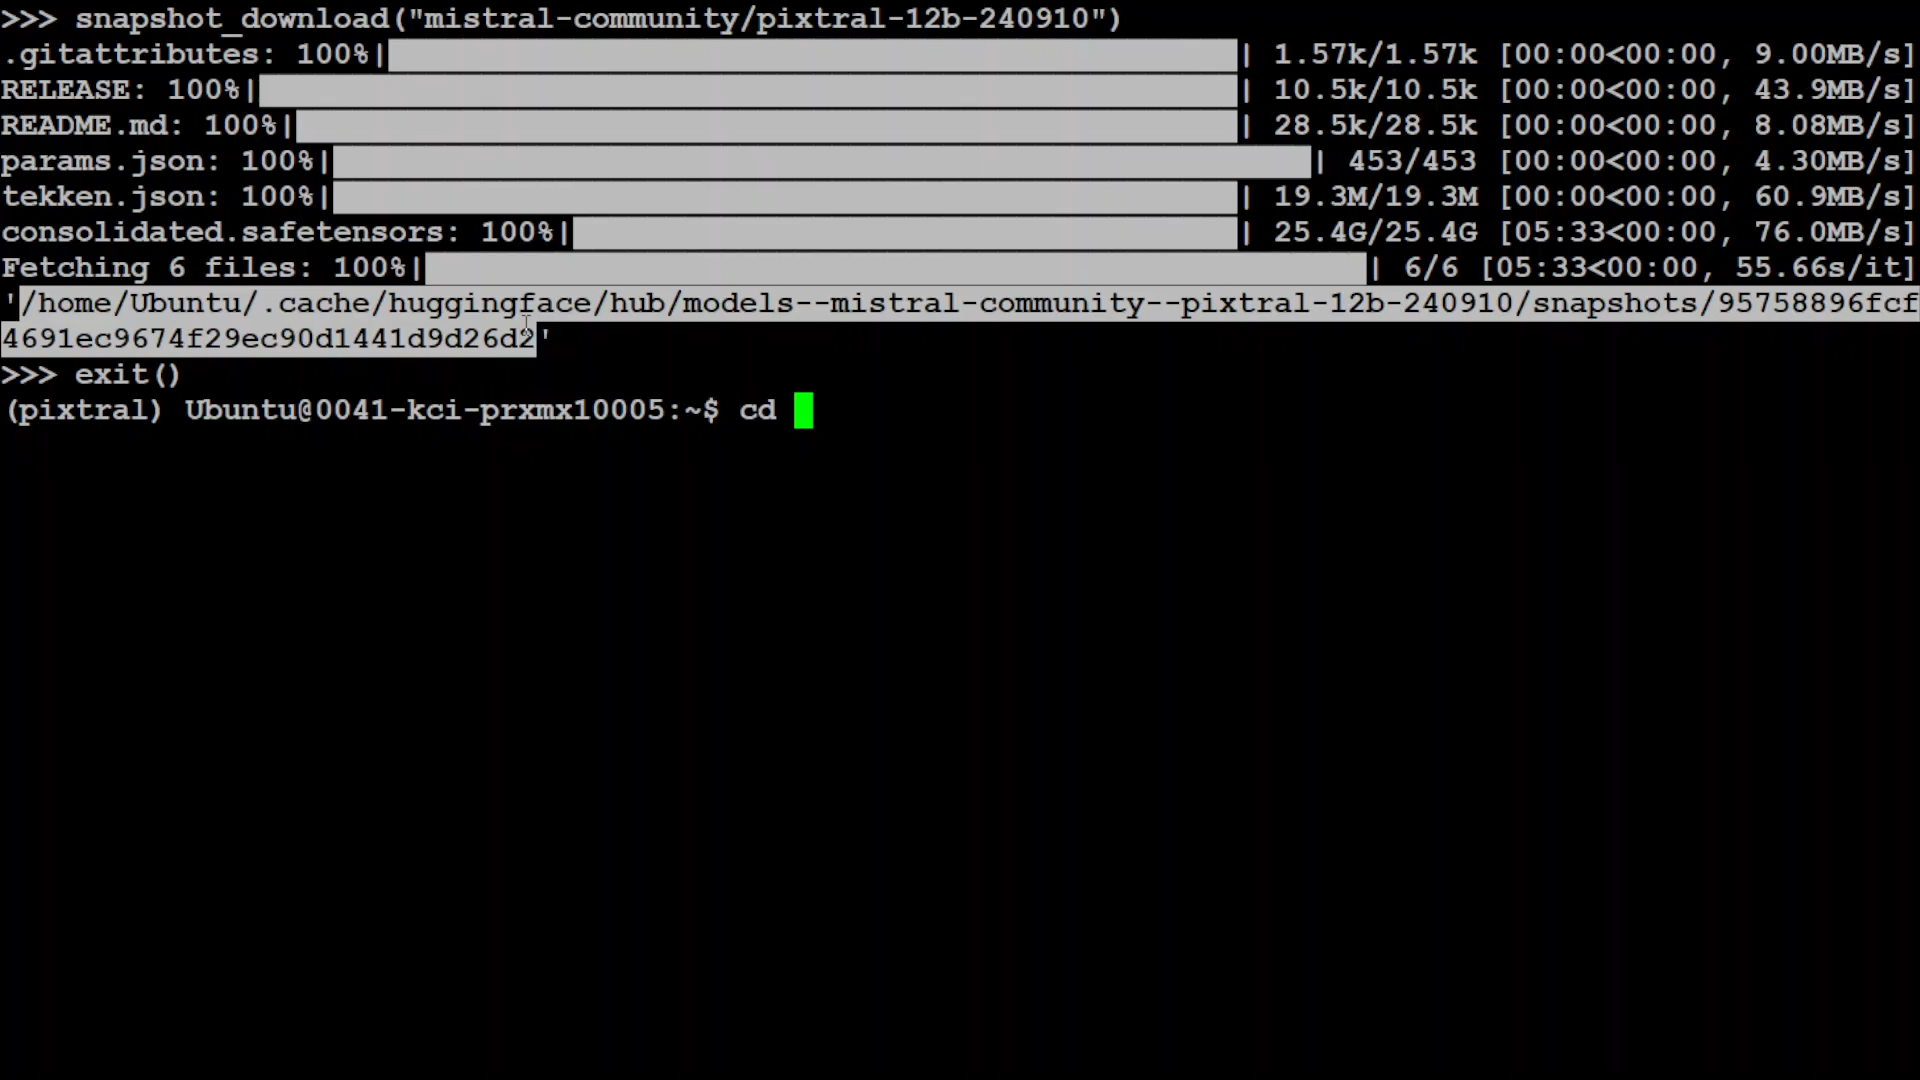 >>> snapshot_download("mistral-community/pixtral-12b-240910")
.gitattributes: 100%| | 1.57k/1.57k [00:00<00:00, 9.00MB/s]
RELEASE: 100%| | 10.5k/10.5k [00:00<00:00, 43.9MB/s]
README.md: 100%| | 28.5k/28.5k [00:00<00:00, 8.08MB/s]
params.json: 100%| | 453/453 [00:00<00:00, 4.30MB/s]
tekken.json: 100%| | 19.3M/19.3M [00:00<00:00, 60.9MB/s]
consolidated.safetensors: 100%| | 25.4G/25.4G [05:33<00:00, 76.0MB/s]
Fetching 6 files: 100%| | 6/6 [05:33<00:00, 55.66s/it]
'/home/Ubuntu/.cache/huggingface/hub/models--mistral-community--pixtral-12b-240910/snapshots/95758896fcf
4691ec9674f29ec90d1441d9d26d2'
>>> exit()
(pixtral) Ubuntu@0041-kci-prxmx10005:~$ cd